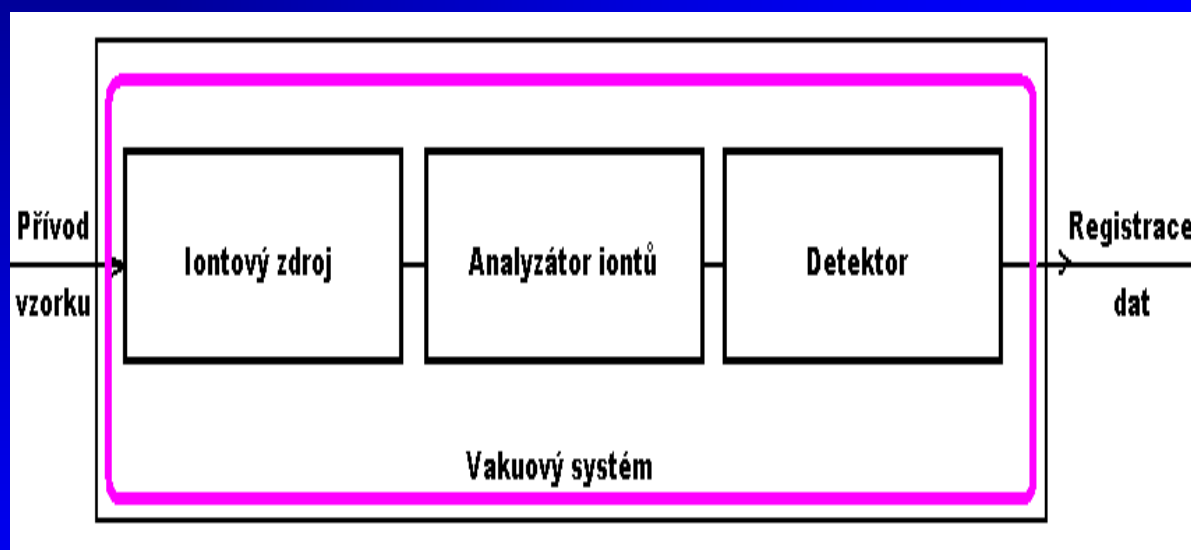 Přívod
vzorku
Iontový zdroj
Analyzátor iontů
Detektor
Registrace
dat
Vakuový systém